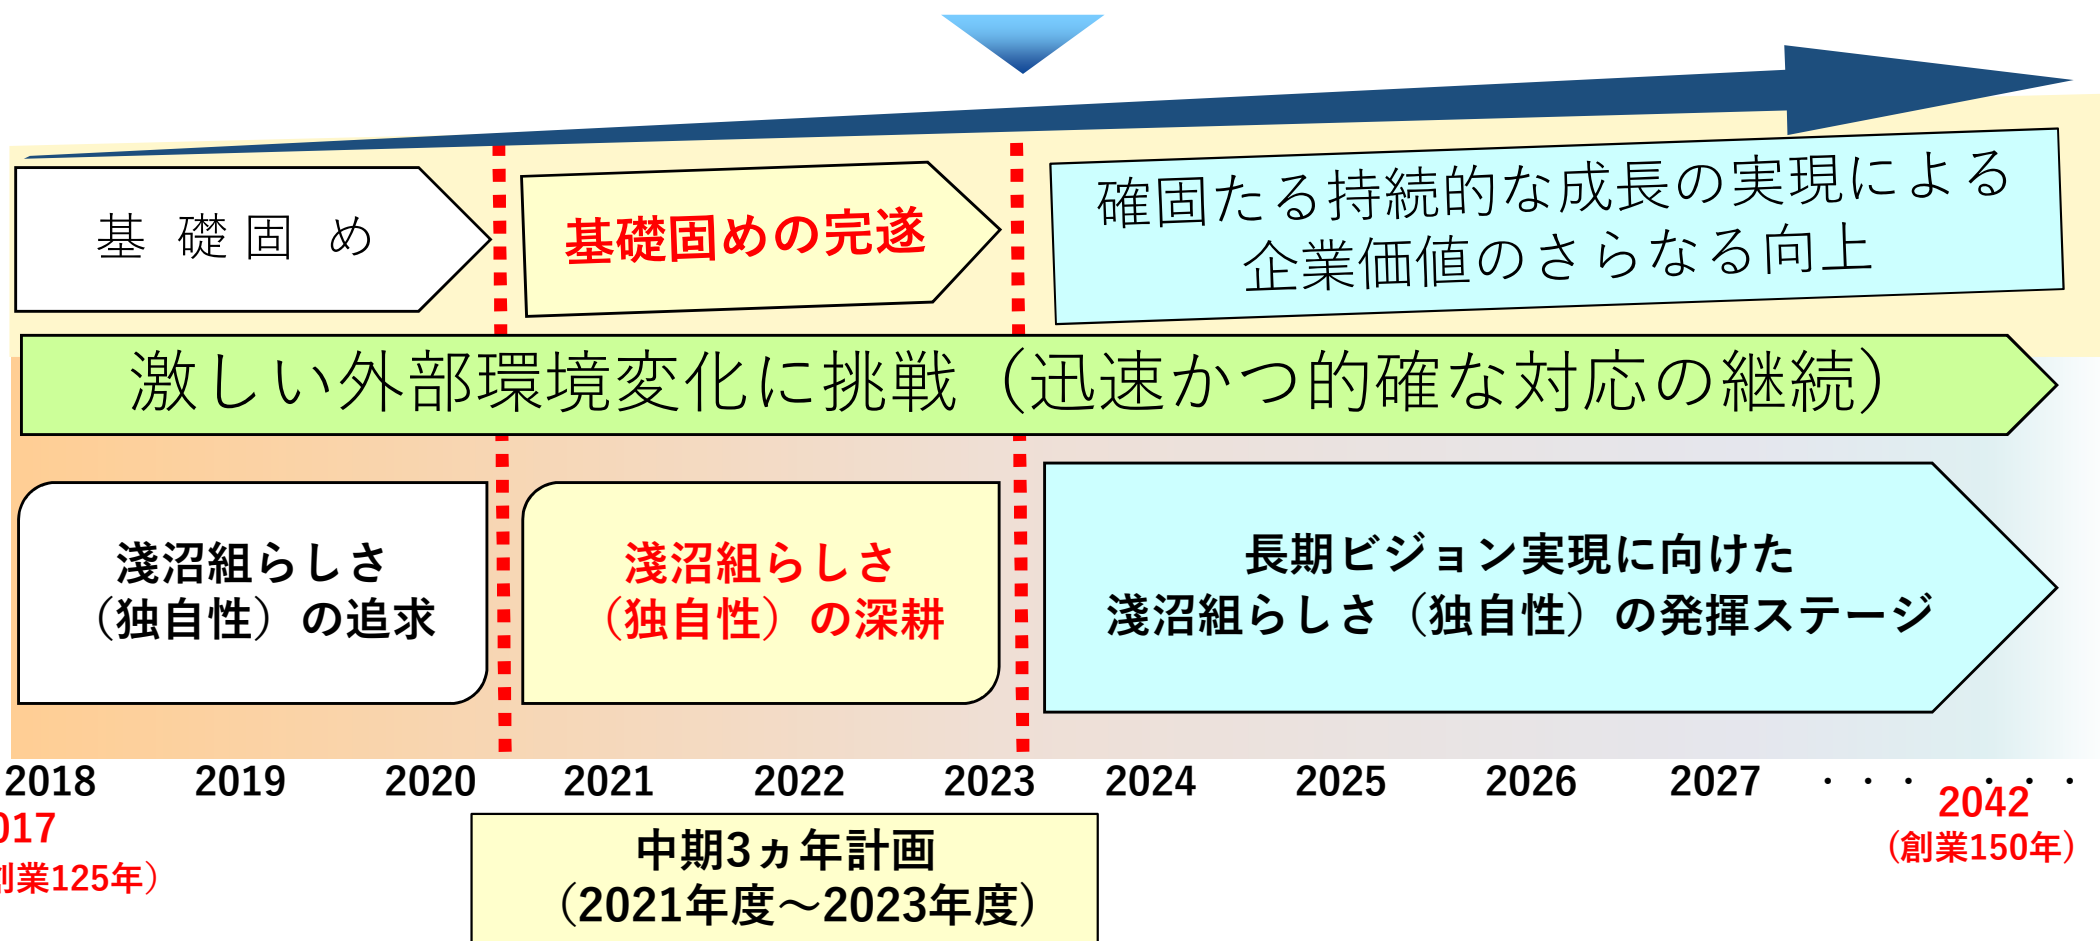 基礎固め
基礎固めの完遂
確固たる持続的な成長の実現による
企業価値のさらなる向上
激しい外部環境変化に挑戦（迅速かつ的確な対応の継続）
淺沼組らしさ
（独自性）の追求
淺沼組らしさ
（独自性）の深耕
長期ビジョン実現に向けた
淺沼組らしさ（独自性）の発揮ステージ
2018 2019 2020 2021 2022 2023 2024 2025 2026 2027 ・・・ ・・・
017
創業125年）
2042
（創業150年）
中期3ヵ年計画
（2021年度～2023年度）